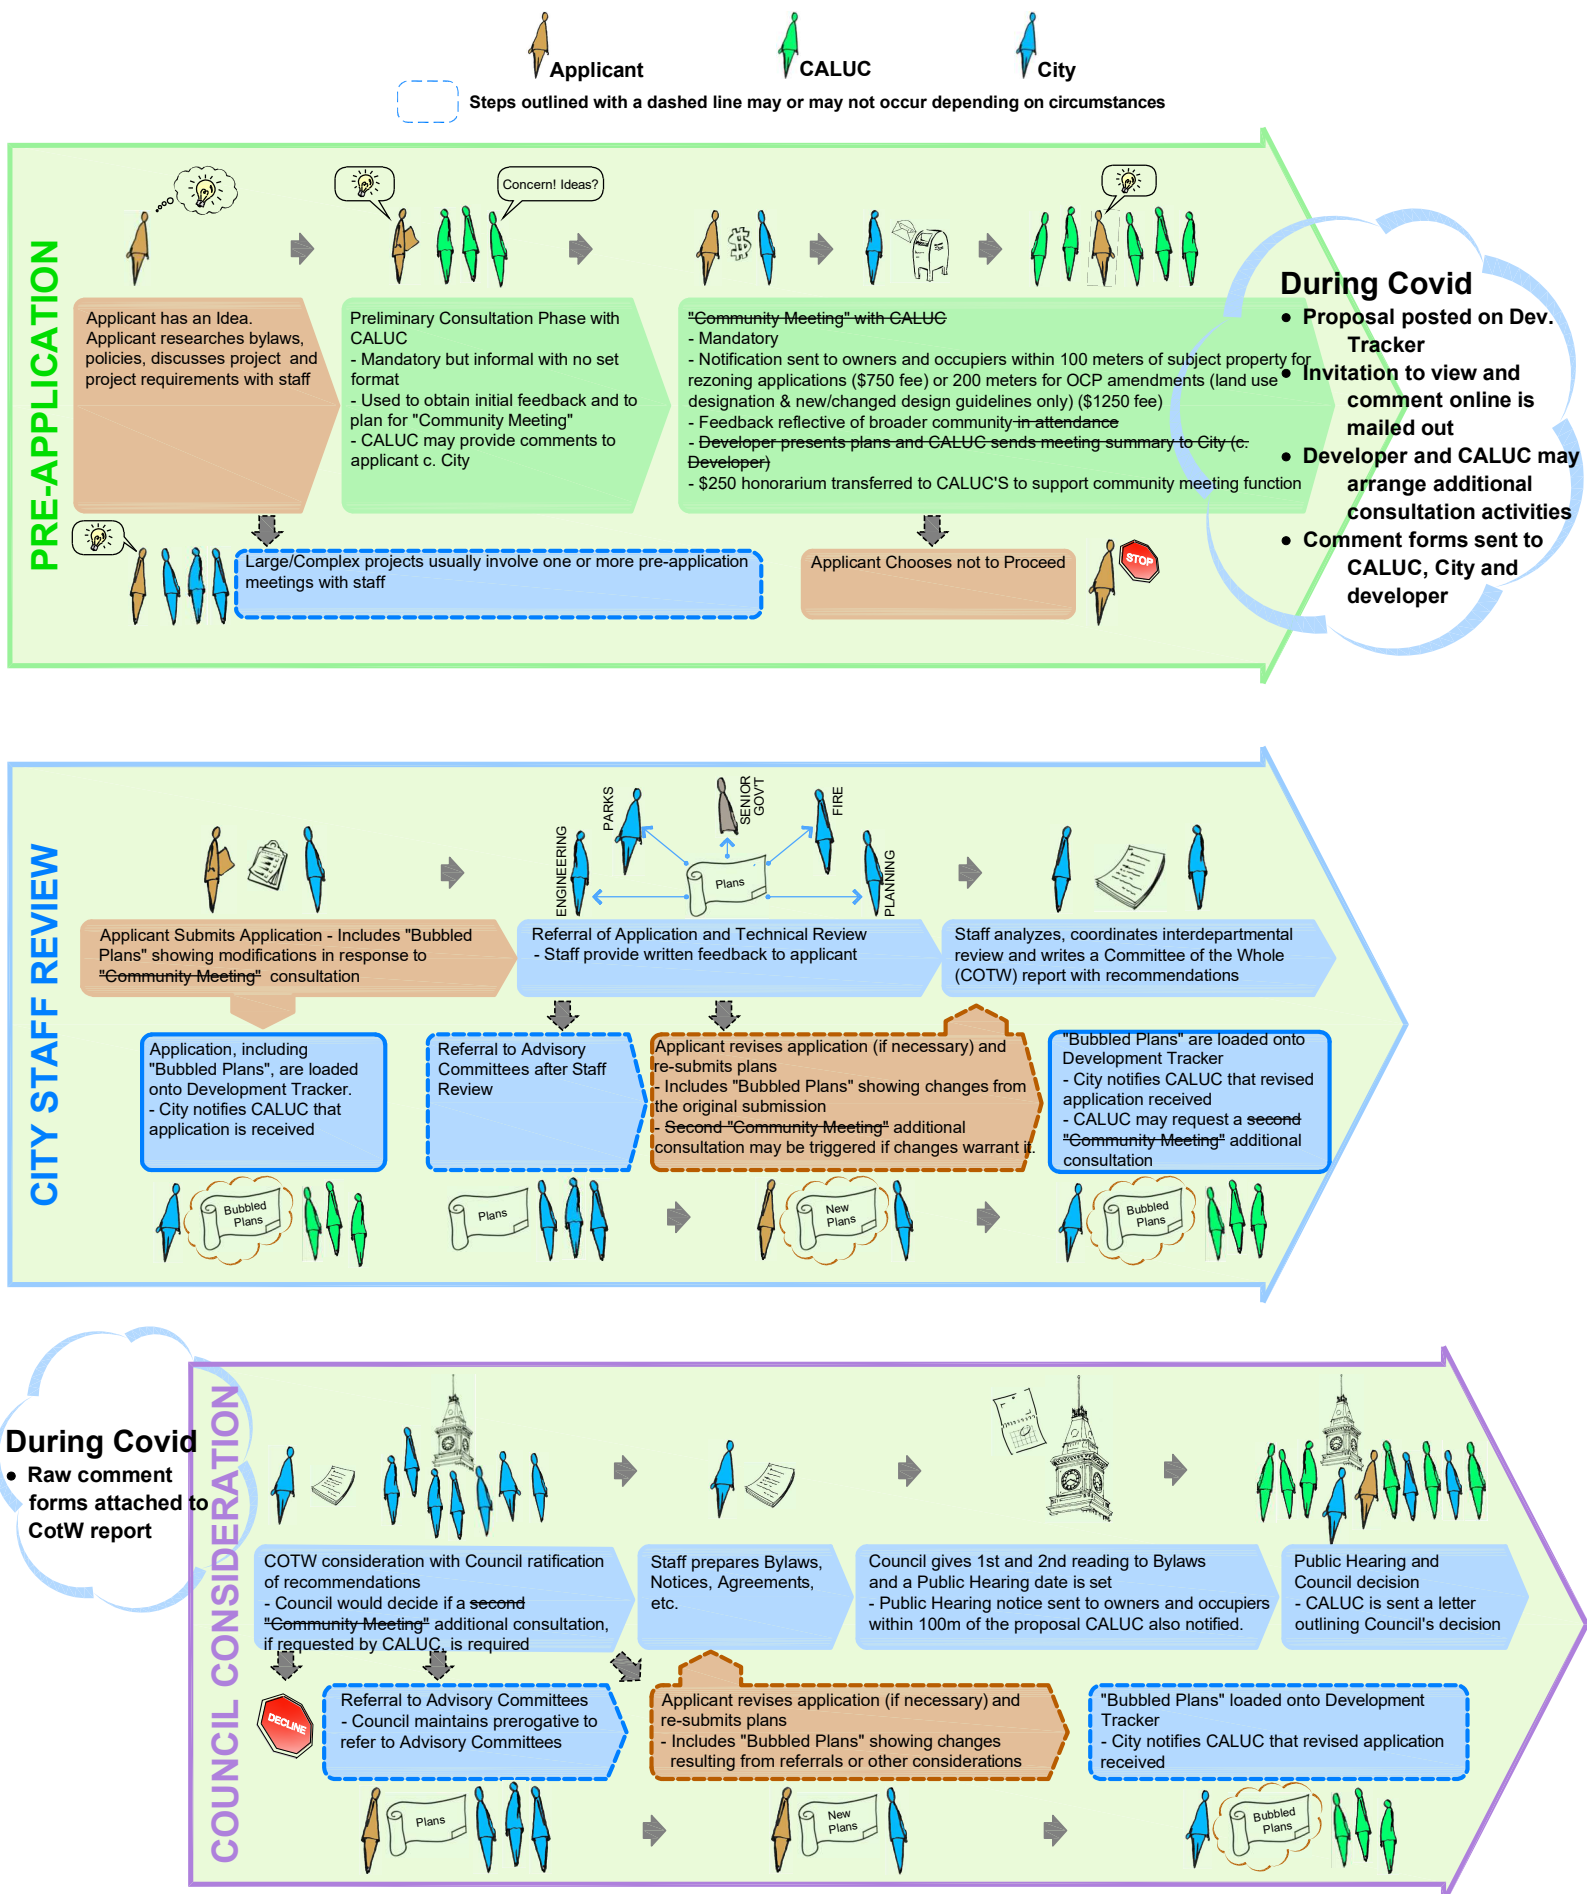 Applicant
CALUC
City
Steps outlined with a dashed line may or may not occur depending on circumstances
PRE-APPLICATION
Concern! Ideas?
Applicant has an Idea.
Applicant researches bylaws,
policies, discusses project and
project requirements with staff
Preliminary Consultation Phase with
CALUC
- Mandatory but informal with no set
format
- Used to obtain initial feedback and to
plan for "Community Meeting"
- CALUC may provide comments to
applicant c. City
"Community Meeting" with CALUC
- Mandatory
- Notification sent to owners and occupiers within 100 meters of subject property for
rezoning applications ($750 fee) or 200 meters for OCP amendments (land use
designation & new/changed design guidelines only) ($1250 fee)
- Feedback reflective of broader community in attendance
- Developer presents plans and CALUC sends meeting summary to City (c.
Developer)
- $250 honorarium transferred to CALUC'S to support community meeting function
During Covid
● Proposal posted on Dev.
Tracker
● Invitation to view and
comment online is
mailed out
● Developer and CALUC may
arrange additional
consultation activities
● Comment forms sent to
CALUC, City and
developer
Large/Complex projects usually involve one or more pre-application
meetings with staff
Applicant Chooses not to Proceed
STOP
CITY STAFF REVIEW
ENGINEERING
PARKS
SENIOR
GOV'T
FIRE
PLANNING
Plans
Applicant Submits Application - Includes "Bubbled
Plans" showing modifications in response to
"Community Meeting" consultation
Referral of Application and Technical Review
- Staff provide written feedback to applicant
Staff analyzes, coordinates interdepartmental
review and writes a Committee of the Whole
(COTW) report with recommendations
Application, including
"Bubbled Plans", are loaded
onto Development Tracker.
- City notifies CALUC that
application is received
Referral to Advisory
Committees after Staff
Review
Applicant revises application (if necessary) and
re-submits plans
- Includes "Bubbled Plans" showing changes from
the original submission
- Second "Community Meeting" additional
consultation may be triggered if changes warrant it.
"Bubbled Plans" are loaded onto
Development Tracker
- City notifies CALUC that revised
application received
- CALUC may request a second
"Community Meeting" additional
consultation
Bubbled
Plans
Plans
New
Plans
Bubbled
Plans
During Covid
● Raw comment
forms attached to
CotW report
COUNCIL CONSIDERATION
COTW consideration with Council ratification
of recommendations
- Council would decide if a second
"Community Meeting" additional consultation,
if requested by CALUC, is required
Staff prepares Bylaws,
Notices, Agreements,
etc.
Council gives 1st and 2nd reading to Bylaws
and a Public Hearing date is set
- Public Hearing notice sent to owners and occupiers
within 100m of the proposal CALUC also notified.
Public Hearing and
Council decision
- CALUC is sent a letter
outlining Council's decision
DECLINE
Referral to Advisory Committees
- Council maintains prerogative to
refer to Advisory Committees
Applicant revises application (if necessary) and
re-submits plans
- Includes "Bubbled Plans" showing changes
resulting from referrals or other considerations
"Bubbled Plans" loaded onto Development
Tracker
- City notifies CALUC that revised application
received
Plans
New
Plans
Bubbled
Plans